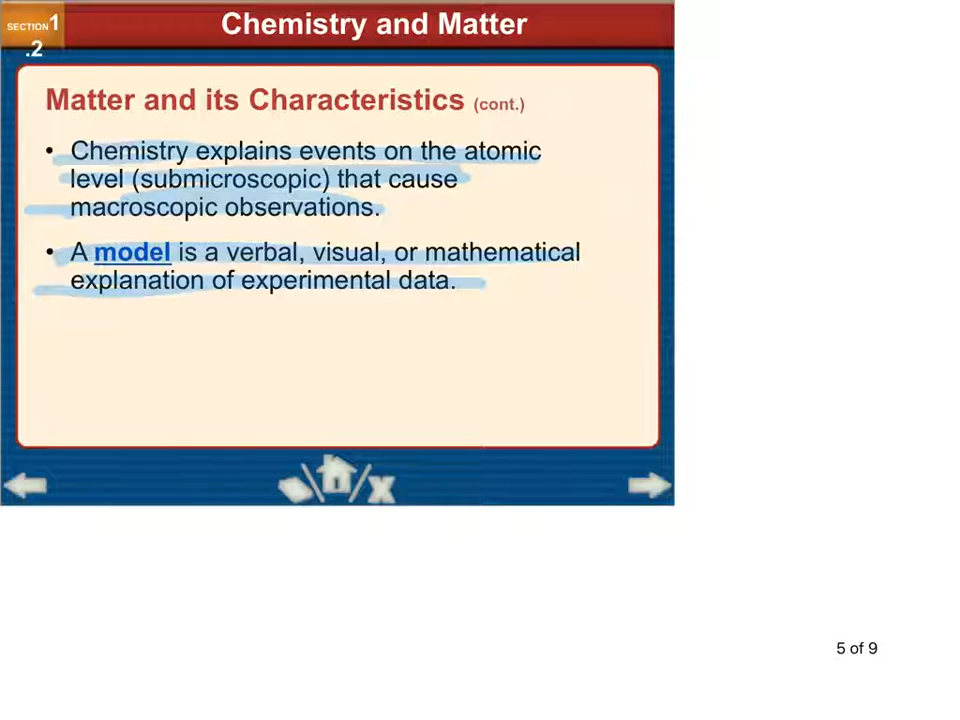 SECTION 1
.2
Chemistry and Matter
Matter and its Characteristics (cont.)
• Chemistry explains events on the atomic
level (submicroscopic) that cause
macroscopic observations.
• A model is a verbal, visual, or mathematical
explanation of experimental data.
5 of 9